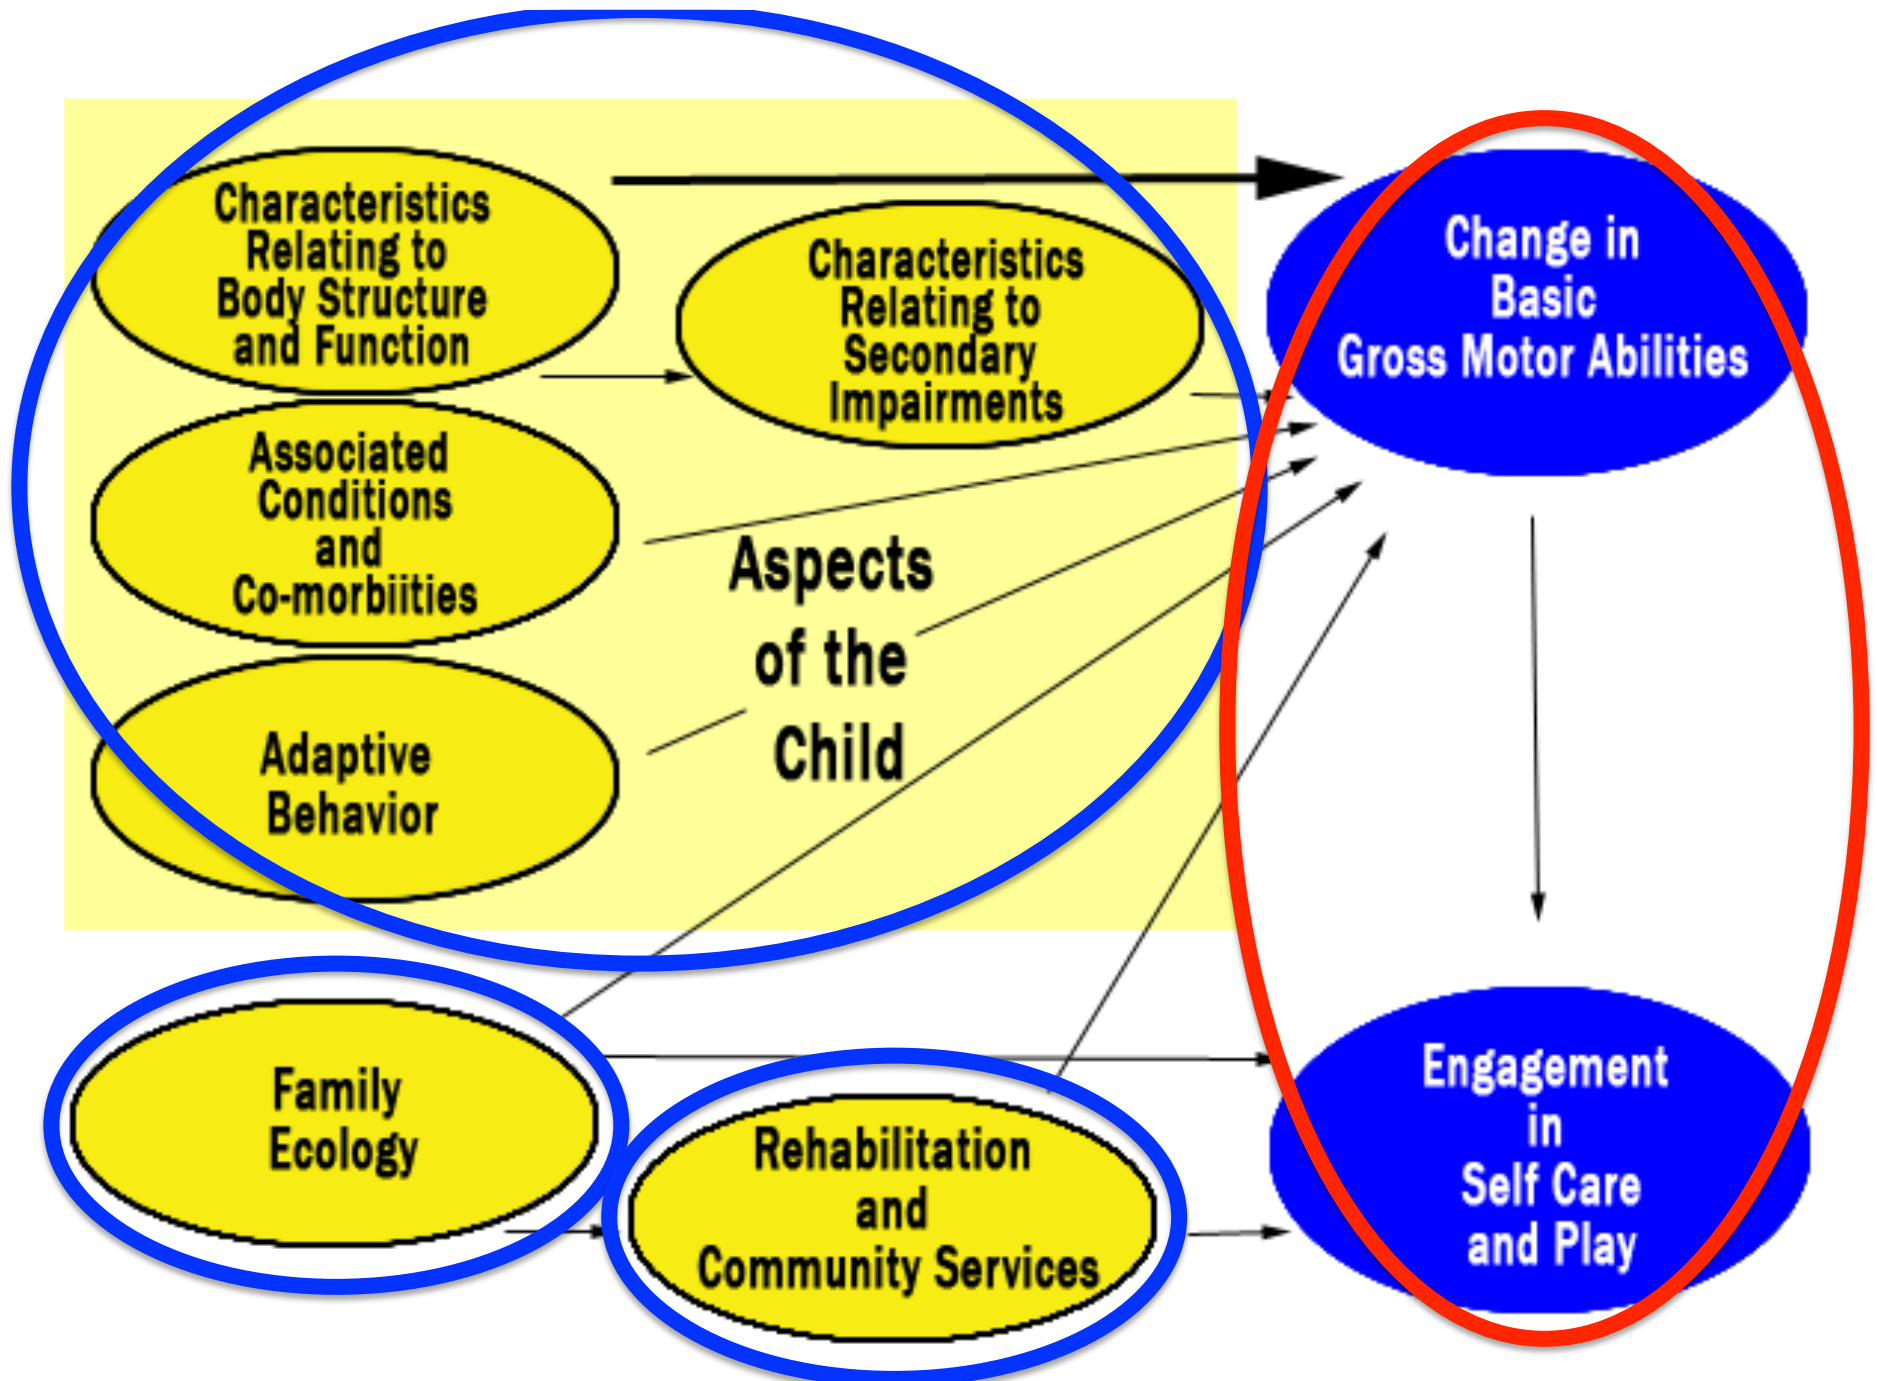 Characteristics
Relating to
Body Structure
and Function
Characteristics
Relating to
Secondary
Impairments
Change in
Basic
Gross Motor Abilities
Associated
Conditions
and
Co-morbiities
Aspects
of the
Child
Adaptive
Behavior
Family
Ecology
Rehabilitation
and
Community Services
Engagement
in
Self Care
and Play